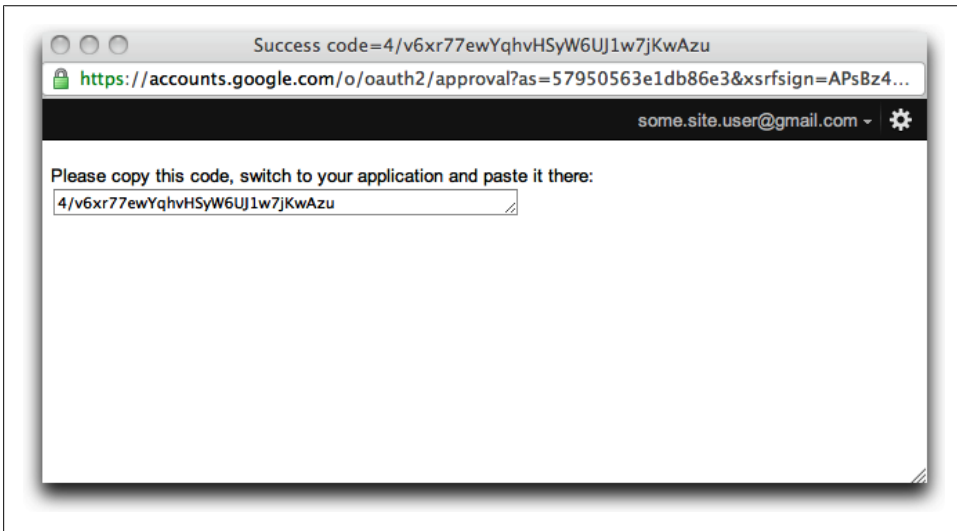 Success code=4/v6xr77ewYqhvHSyW6UJ1w7jKwAzu
https://accounts.google.com/o/oauth2/approval?as=57950563e1db86e3&xsrfsign=APsBz4...
some.site.user@gmail.com
Please copy this code, switch to your application and paste it there:
4/v6xr77ewYqhvHSyW6UJ1w7jKwAzu